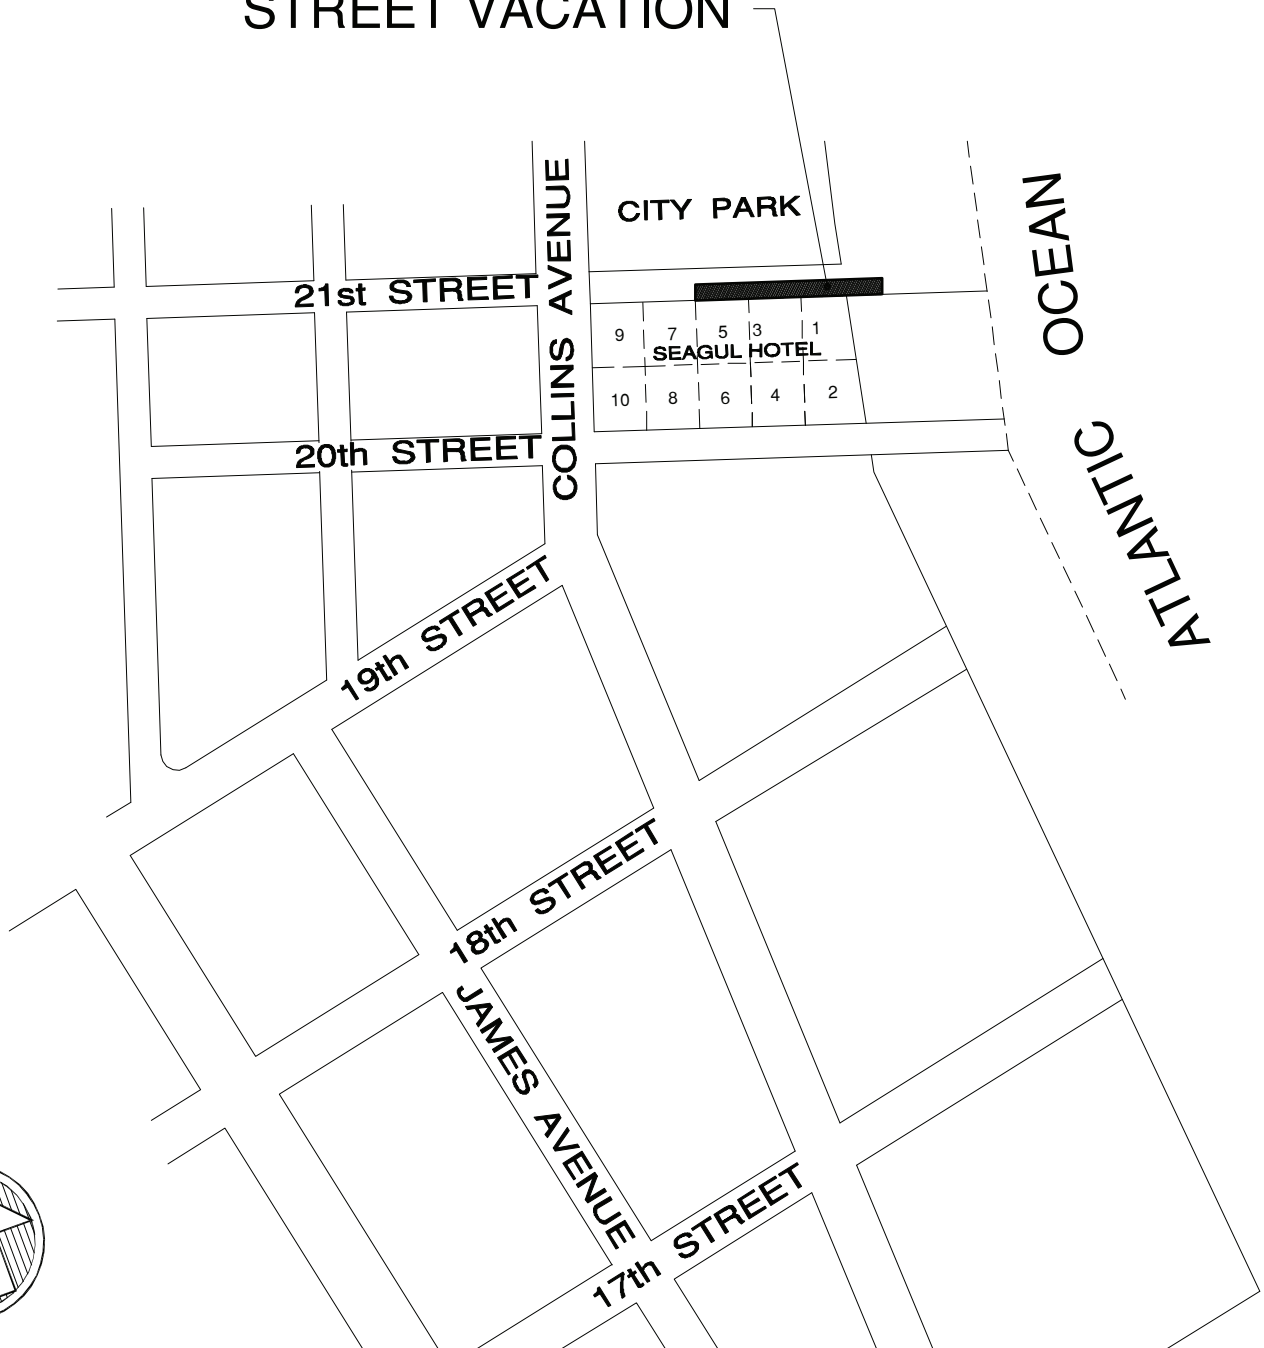 STREET VACATION
CITY PARK
COLLINS AVENUE
OCEAN
ATLANTIC
21st STREET
9 7 5 3 1
SEAGUL HOTEL
10 8 6 4 2
20th STREET
19th STREET
18th STREET
JAMES AVENUE
17th STREET